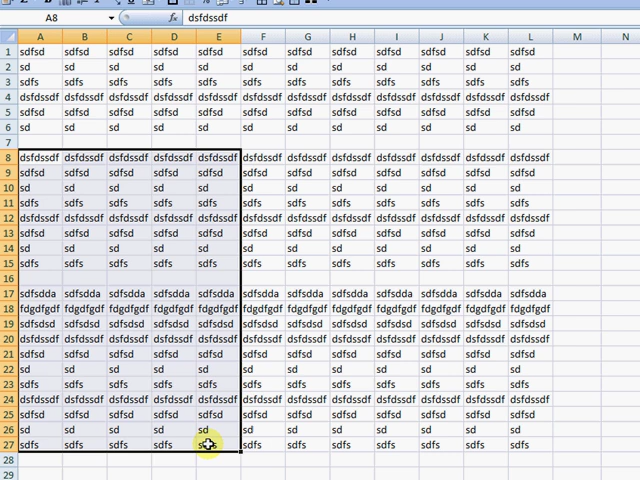 A8 fx dsfdssdf
A B C D E F G H I J K L M N
1 sdfsd sdfsd sdfsd sdfsd sdfsd sdfsd sdfsd sdfsd sdfsd sdfsd sdfsd sdfsd
2 sd sd sd sd sd sd sd sd sd sd sd sd
3 sdfs sdfs sdfs sdfs sdfs sdfs sdfs sdfs sdfs sdfs sdfs sdfs
4 dsfdssdf dsfdssdf dsfdssdf dsfdssdf dsfdssdf dsfdssdf dsfdssdf dsfdssdf dsfdssdf dsfdssdf dsfdssdf dsfdssdf
5 sdfsd sdfsd sdfsd sdfsd sdfsd sdfsd sdfsd sdfsd sdfsd sdfsd sdfsd sdfsd
6 sd sd sd sd sd sd sd sd sd sd sd sd
7
8 dsfdssdf dsfdssdf dsfdssdf dsfdssdf dsfdssdf dsfdssdf dsfdssdf dsfdssdf dsfdssdf dsfdssdf dsfdssdf dsfdssdf
9 sdfsd sdfsd sdfsd sdfsd sdfsd sdfsd sdfsd sdfsd sdfsd sdfsd sdfsd sdfsd
10 sd sd sd sd sd sd sd sd sd sd sd sd
11 sdfs sdfs sdfs sdfs sdfs sdfs sdfs sdfs sdfs sdfs sdfs sdfs
12 dsfdssdf dsfdssdf dsfdssdf dsfdssdf dsfdssdf dsfdssdf dsfdssdf dsfdssdf dsfdssdf dsfdssdf dsfdssdf dsfdssdf
13 sdfsd sdfsd sdfsd sdfsd sdfsd sdfsd sdfsd sdfsd sdfsd sdfsd sdfsd sdfsd
14 sd sd sd sd sd sd sd sd sd sd sd sd
15 sdfs sdfs sdfs sdfs sdfs sdfs sdfs sdfs sdfs sdfs sdfs sdfs
16
17 sdfsdda sdfsdda sdfsdda sdfsdda sdfsdda sdfsdda sdfsdda sdfsdda sdfsdda sdfsdda sdfsdda sdfsdda
18 fdgdfgdf fdgdfgdf fdgdfgdf fdgdfgdf fdgdfgdf fdgdfgdf fdgdfgdf fdgdfgdf fdgdfgdf fdgdfgdf fdgdfgdf fdgdfgdf
19 sdfsdsd sdfsdsd sdfsdsd sdfsdsd sdfsdsd sdfsdsd sdfsdsd sdfsdsd sdfsdsd sdfsdsd sdfsdsd sdfsdsd
20 dsfdssdf dsfdssdf dsfdssdf dsfdssdf dsfdssdf dsfdssdf dsfdssdf dsfdssdf dsfdssdf dsfdssdf dsfdssdf dsfdssdf
21 sdfsd sdfsd sdfsd sdfsd sdfsd sdfsd sdfsd sdfsd sdfsd sdfsd sdfsd sdfsd
22 sd sd sd sd sd sd sd sd sd sd sd sd
23 sdfs sdfs sdfs sdfs sdfs sdfs sdfs sdfs sdfs sdfs sdfs sdfs
24 dsfdssdf dsfdssdf dsfdssdf dsfdssdf dsfdssdf dsfdssdf dsfdssdf dsfdssdf dsfdssdf dsfdssdf dsfdssdf dsfdssdf
25 sdfsd sdfsd sdfsd sdfsd sdfsd sdfsd sdfsd sdfsd sdfsd sdfsd sdfsd sdfsd
26 sd sd sd sd sd sd sd sd sd sd sd sd
27 sdfs sdfs sdfs sdfs sdfs sdfs sdfs sdfs sdfs sdfs sdfs
28
29